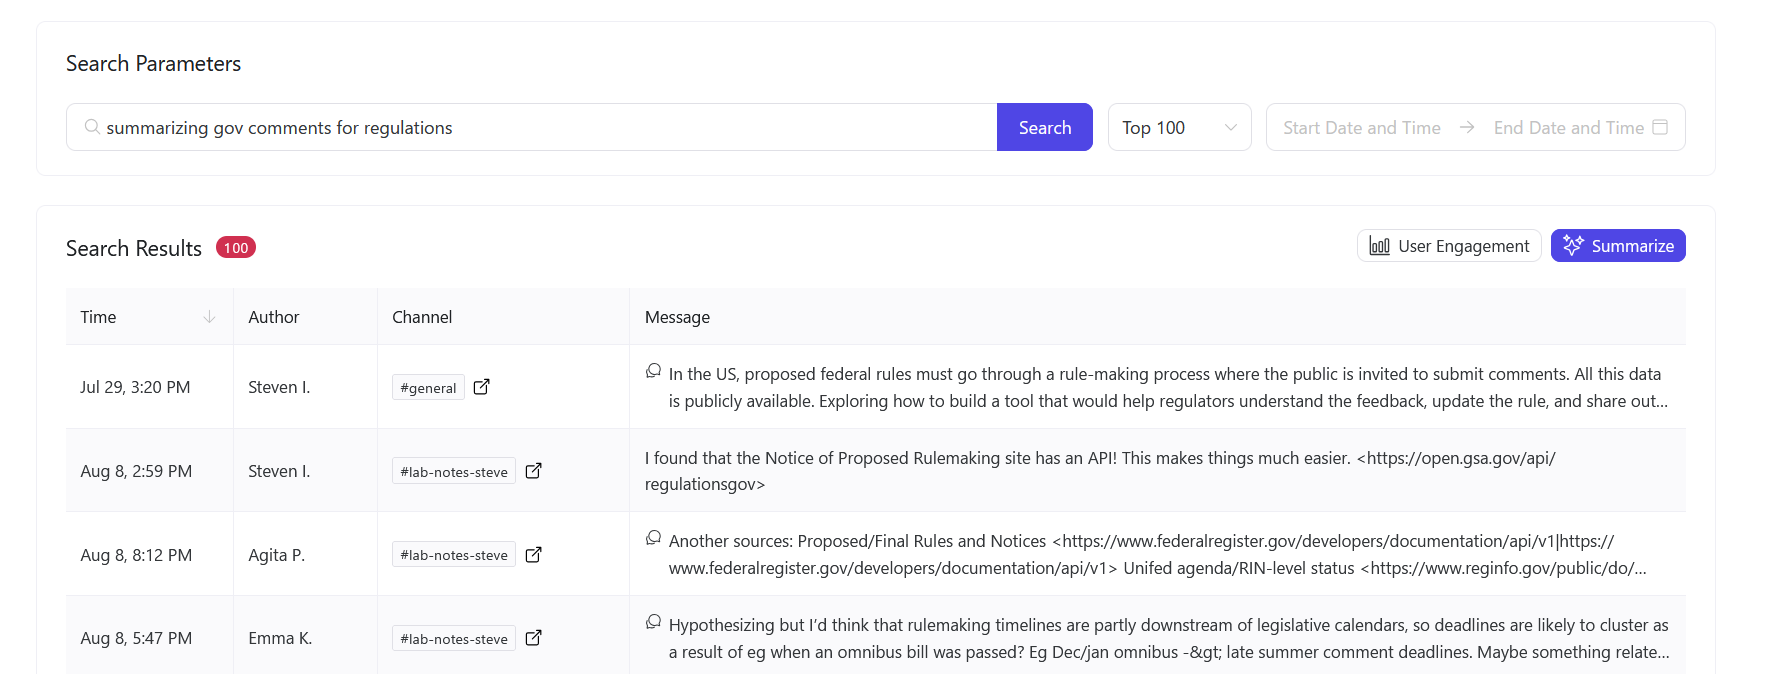 Search Parameters
summarizing gov comments for regulations
Search
Top 100
Start Date and Time
End Date and Time
Search Results 100
User Engagement
Summarize
Time
Author
Channel
Message
Jul 29, 3:20 PM
Steven I.
#general
In the US, proposed federal rules must go through a rule-making process where the public is invited to submit comments. All this data
is publicly available. Exploring how to build a tool that would help regulators understand the feedback, update the rule, and share out...
Aug 8, 2:59 PM
Steven I.
#lab-notes-steve
I found that the Notice of Proposed Rulemaking site has an API! This makes things much easier. <https://open.gsa.gov/api/
regulationsgov>
Aug 8, 8:12 PM
Agita P.
#lab-notes-steve
Another sources: Proposed/Final Rules and Notices <https://www.federalregister.gov/developers/documentation/api/v1|https://
www.federalregister.gov/developers/documentation/api/v1> Unifed agenda/RIN-level status <https://www.reginfo.gov/public/do/...
Aug 8, 5:47 PM
Emma K.
#lab-notes-steve
Hypothesizing but I'd think that rulemaking timelines are partly downstream of legislative calendars, so deadlines are likely to cluster as
a result of eg when an omnibus bill was passed? Eg Dec/jan omnibus -&gt; late summer comment deadlines. Maybe something relate...